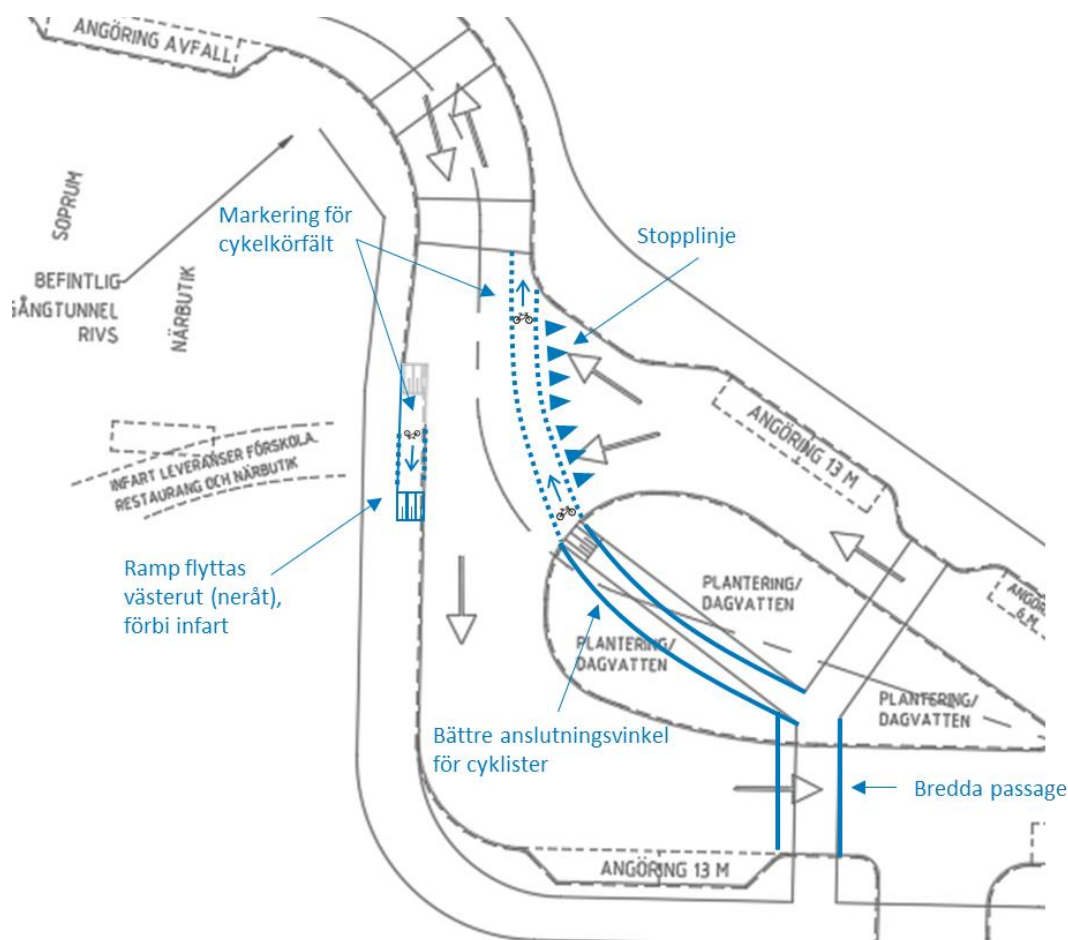 ANGÖRING AVFALL
SOPRUM
Markering för
cykelkörfält
Stopplinje
BEFINTLIG
GÅNGTUNNEL
RIVS
NÄRBUTIK
ANGÖRING 13 M
INFART LEVERANSER FÖRSKOLA,
RESTAURANG OCH NÄRBUTIK
Ramp flyttas
västerut (neråt),
förbi infart
PLANTERING/
DAGVATTEN
ANGÖR
6 M
PLANTERING/
DAGVATTEN
PLANTERING/
DAGVATTEN
Bättre anslutningsvinkel
för cyklister
Bredda passage
ANGÖRING 13 M